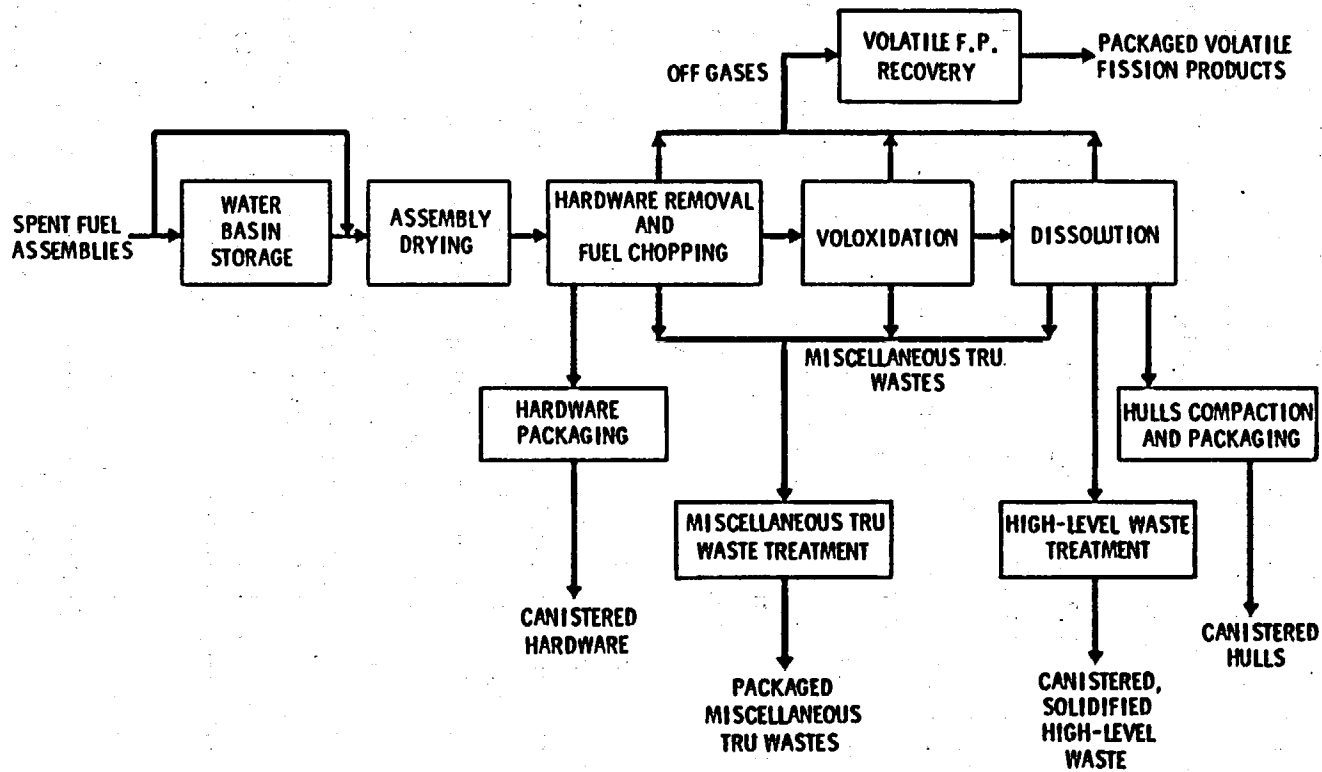 VOLATILE F.P.
RECOVERY
PACKAGED VOLATILE
FISSION PRODUCTS
OFF GASES
SPENT FUEL
ASSEMBLIES
WATER
BASIN
STORAGE
ASSEMBLY
DRYING
HARDWARE REMOVAL
AND
FUEL CHOPPING
VOLOXIDATION
DISSOLUTION
MISCELLANEOUS TRU
WASTES
HARDWARE
PACKAGING
HULLS COMPACTION
AND PACKAGING
MISCELLANEOUS TRU
WASTE TREATMENT
HIGH-LEVEL WASTE
TREATMENT
CANISTERED
HARDWARE
CANISTERED
HULLS
PACKAGED
MISCELLANEOUS
TRU WASTES
CANISTERED,
SOLIDIFIED
HIGH-LEVEL
WASTE